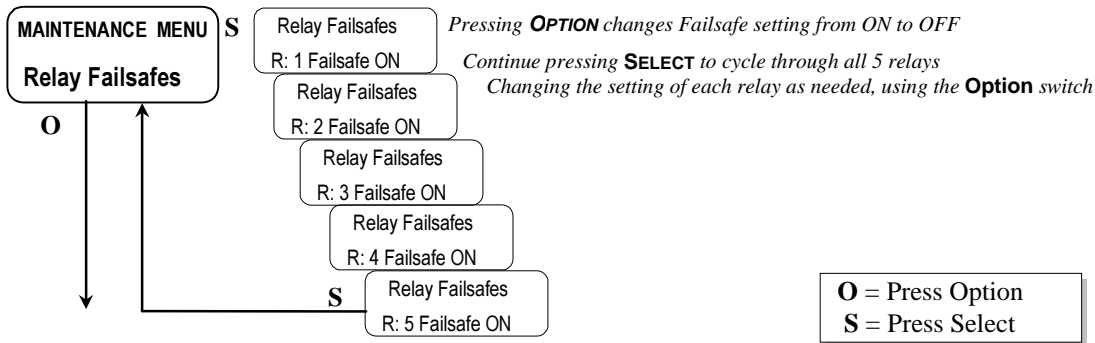 MAINTENANCE MENU
Relay Failsafes
S
Relay Failsafes
R: 1 Failsafe ON
Pressing OPTION changes Failsafe setting from ON to OFF
Continue pressing SELECT to cycle through all 5 relays
Changing the setting of each relay as needed, using the Option switch
Relay Failsafes
R: 2 Failsafe ON
O
Relay Failsafes
R: 3 Failsafe ON
Relay Failsafes
R: 4 Failsafe ON
S
Relay Failsafes
R: 5 Failsafe ON
O = Press Option
S = Press Select